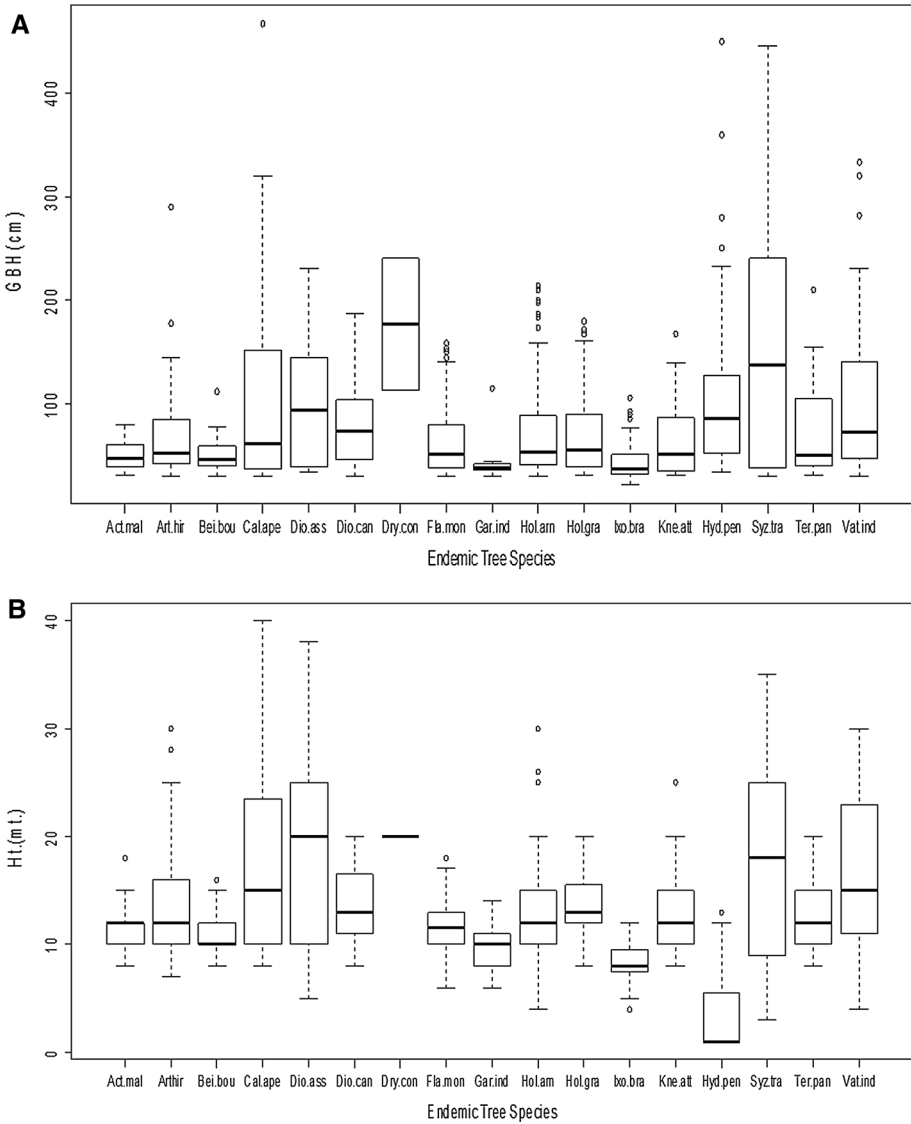 A
GBH (cm)
400
300
200
100
Act.mal Art.hir Bei.bou Cal.ape Dio.ass Dio.can Dry.con Fla.mon Gar.ind Hol.arn Hol.gra Ixo.bra Kne.att Hyd.pen Syz.tra Ter.pan Vat.ind
Endemic Tree Species
B
Ht.(mt.)
40
30
20
10
0
Act.mal Art.hir Bei.bou Cal.ape Dio.ass Dio.can Dry.con Fla.mon Gar.ind Hol.arn Hol.gra Ixo.bra Kne.att Hyd.pen Syz.tra Ter.pan Vat.ind
Endemic Tree Species